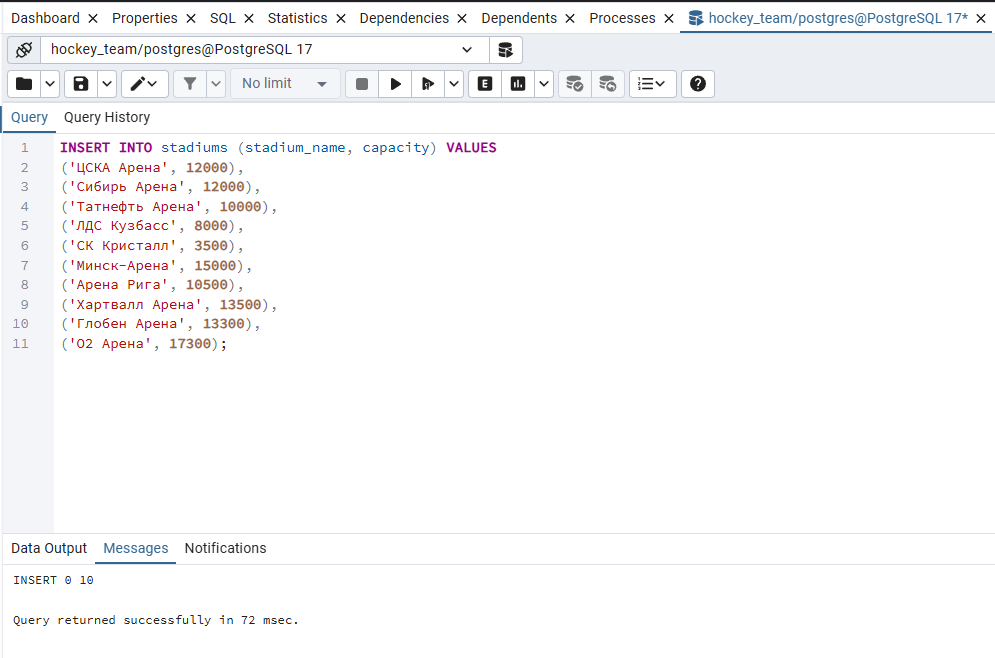 Dashboard Properties SQL Statistics Dependencies Dependents Processes hockey_team/postgres@PostgreSQL 17*
hockey_team/postgres@PostgreSQL 17
No limit
Query Query History
1 INSERT INTO stadiums (stadium_name, capacity) VALUES
2 ('ЦСКА Арена', 12000),
3 ('Сибирь Арена', 12000),
4 ('Татнефть Арена', 10000),
5 ('ЛДС Кузбасс', 8000),
6 ('СК Кристалл', 3500),
7 ('Минск-Арена', 15000),
8 ('Арена Рига', 10500),
9 ('Хартвалл Арена', 13500),
10 ('Глобен Арена', 13300),
11 ('О2 Арена', 17300);
Data Output Messages Notifications
INSERT 0 10
Query returned successfully in 72 msec.